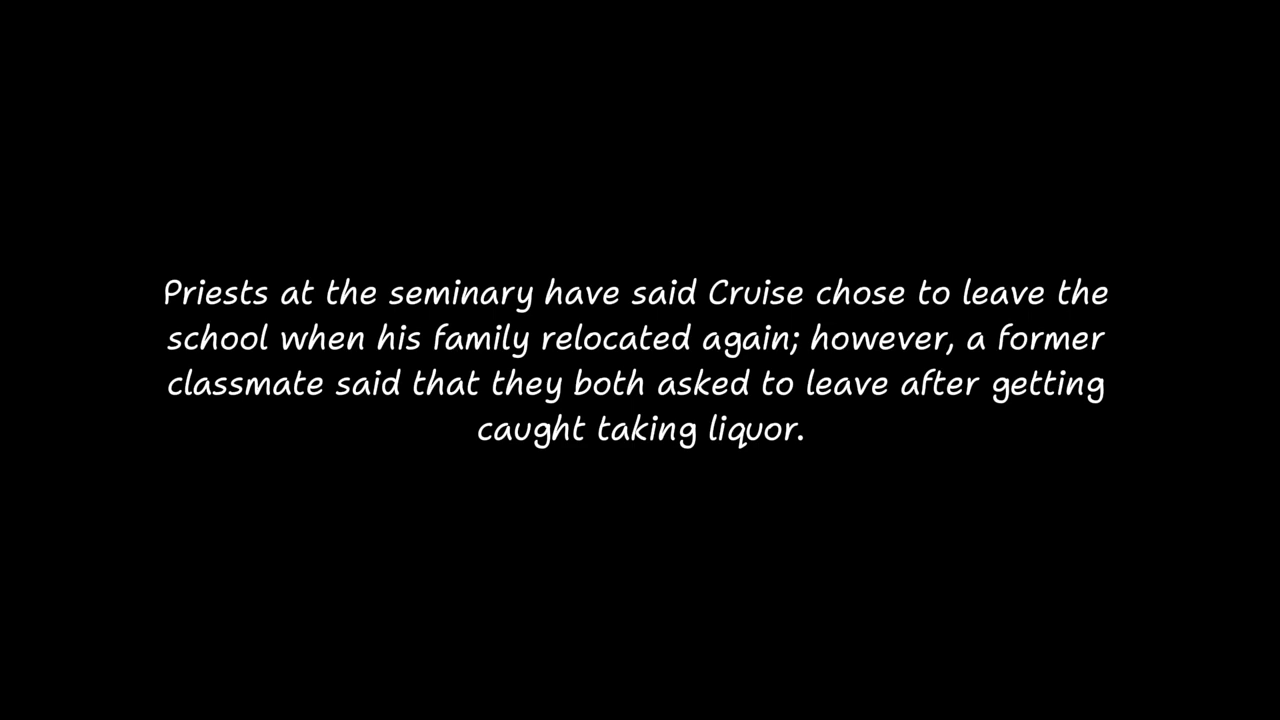 Priests at the seminary have said Cruise chose to leave the
school when his family relocated again; however, a former
classmate said that they both asked to leave after getting
caught taking liquor.